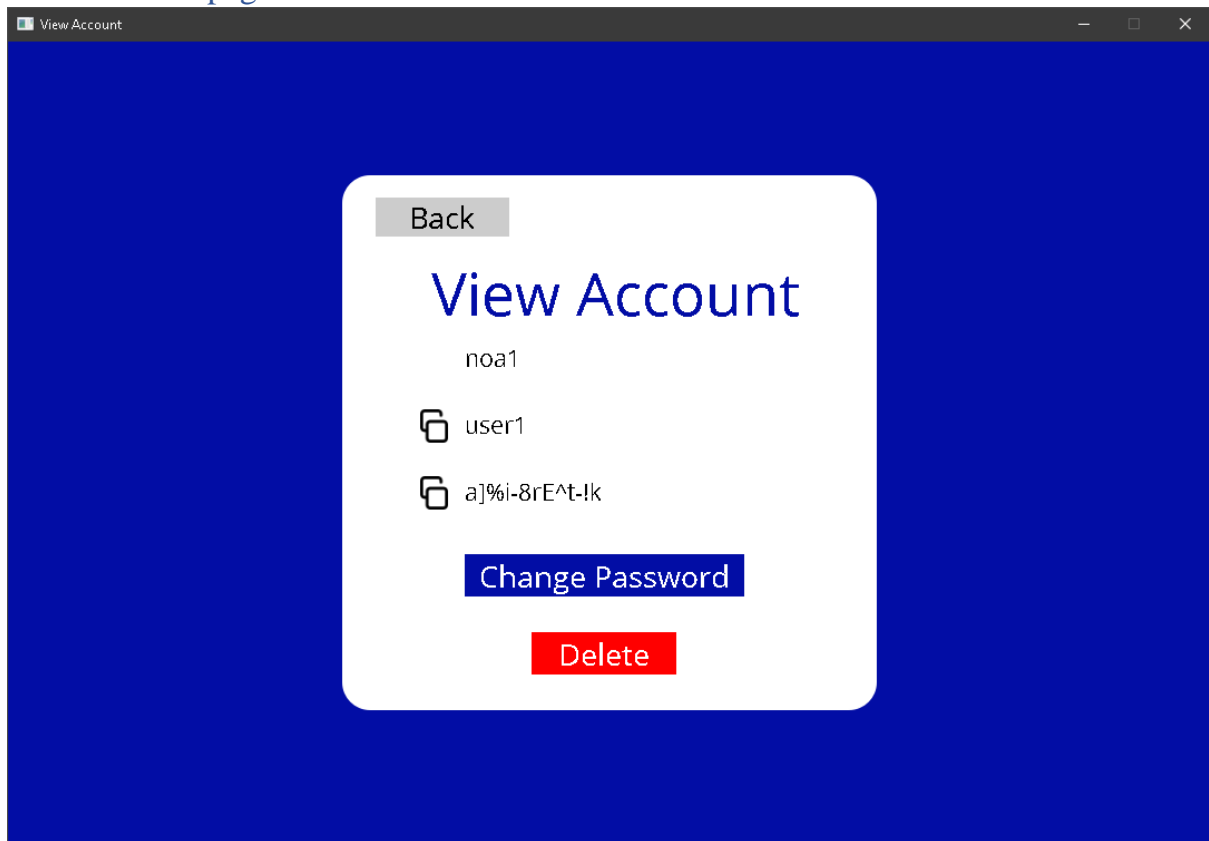 View Account
Back
View Account
noa1
user1
a]%i-8rE^t-!k
Change Password
Delete